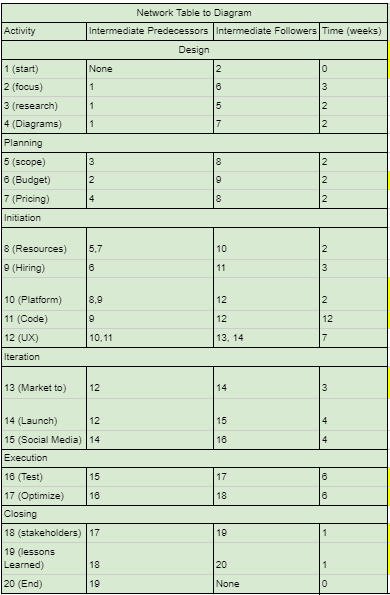 Network Table to Diagram
Activity Intermediate Predecessors Intermediate Followers Time (weeks)
Design
1 (start) None 2 0
2 (focus) 1 6 3
3 (research) 1 5 2
4 (Diagrams) 1 7 2
Planning
5 (scope) 3 8 2
6 (Budget) 2 9 2
7 (Pricing) 4 8 2
Initiation
8 (Resources) 5,7 10 2
9 (Hiring) 6 11 3
10 (Platform) 8,9 12 2
11 (Code) 9 12 12
12 (UX) 10,11 13, 14 7
Iteration
13 (Market to) 12 14 3
14 (Launch) 12 15 4
15 (Social Media) 14 16 4
Execution
16 (Test) 15 17 6
17 (Optimize) 16 18 6
Closing
18 (stakeholders) 17 19 1
19 (lessons
Learned) 18 20 1
20 (End) 19 None 0